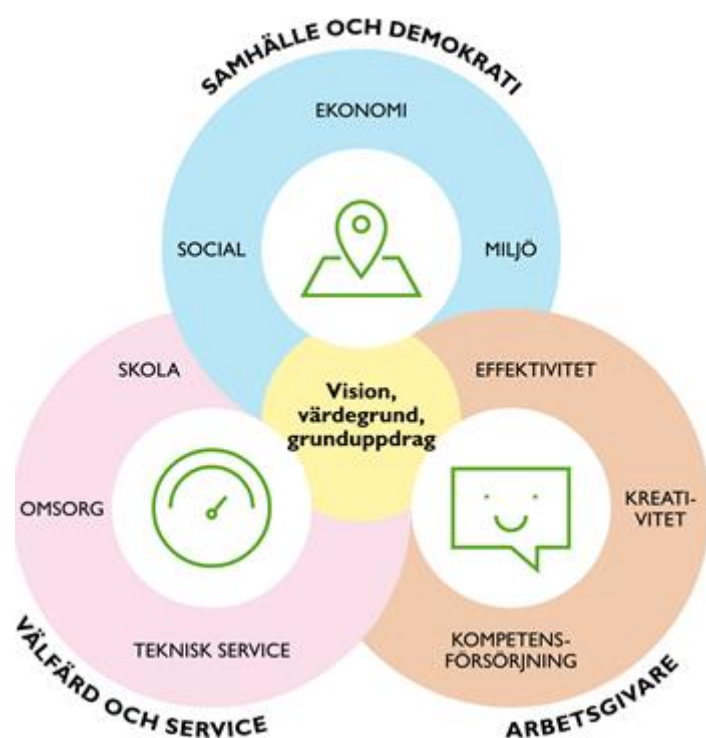 SAMHÄLLE OCH DEMOKRATI
EKONOMI
SOCIAL
MILJÖ
SKOLA
EFFEKTIVITET
Vision,
värdegrund,
grunduppdrag
OMSORG
KREATI-
VITET
TEKNISK SERVICE
KOMPETENS-
FÖRSÖRJNING
VÄLFÄRD OCH SERVICE
ARBETSGIVARE